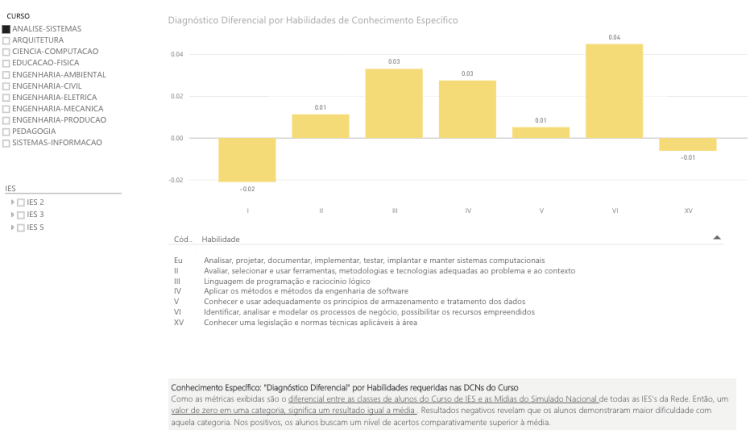 CURSO
ANALISE-SISTEMAS
ARQUITETURA
CIENCIA-COMPUTACAO
EDUCACAO-FISICA
ENGENHARIA-AMBIENTAL
ENGENHARIA-CIVIL
ENGENHARIA-ELETRICA
ENGENHARIA-MECANICA
ENGENHARIA-PRODUCAO
PEDAGOGIA
SISTEMAS-INFORMACAO
IES
IES 2
IES 3
IES 5
Diagnóstico Diferencial por Habilidades de Conhecimento Específico
0.04
0.02
0.00
-0.02
-0.02
0.01
0.03
0.03
0.01
0.04
-0.01
I II III IV V VI XV
Cód.. Habilidade
Eu Analisar, projetar, documentar, implementar, testar, implantar e manter sistemas computacionais
II Avaliar, selecionar e usar ferramentas, metodologias e tecnologias adequadas ao problema e ao contexto
III Linguagem de programação e raciocínio lógico
IV Aplicar os métodos e métodos da engenharia de software
V Conhecer e usar adequadamente os princípios de armazenamento e tratamento dos dados
VI Identificar, analisar e modelar os processos de negócio, possibilitar os recursos empreendidos
XV Conhecer uma legislação e normas técnicas aplicáveis à área
Conhecimento Específico: "Diagnóstico Diferencial" por Habilidades requeridas nas DCNs do Curso
Como as métricas exibidas são o diferencial entre as classes de alunos do Curso de IES e as Mídias do Simulado Nacional de todas as IES's da Rede. Então, um
valor de zero em uma categoria, significa um resultado igual a média . Resultados negativos revelam que os alunos demonstraram maior dificuldade com
aquela categoria. Nos positivos, os alunos buscam um nível de acertos comparativamente superior à média.